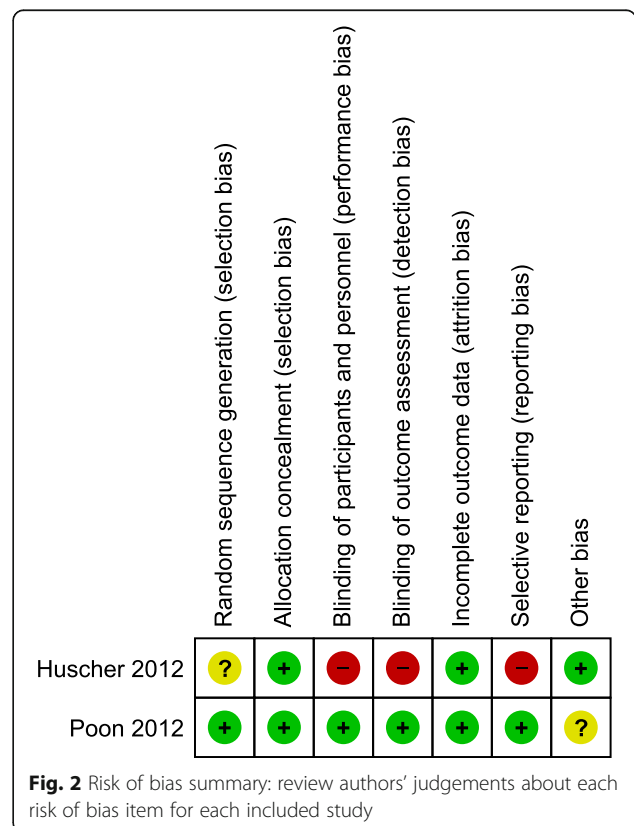 Random sequence generation (selection bias)
Allocation concealment (selection bias)
Blinding of participants and personnel (performance bias)
Blinding of outcome assessment (detection bias)
Incomplete outcome data (attrition bias)
Selective reporting (reporting bias)
Other bias
Huscher 2012 ? + – – + – +
Poon 2012 + + + + + + ?
Fig. 2 Risk of bias summary: review authors’ judgements about each
risk of bias item for each included study